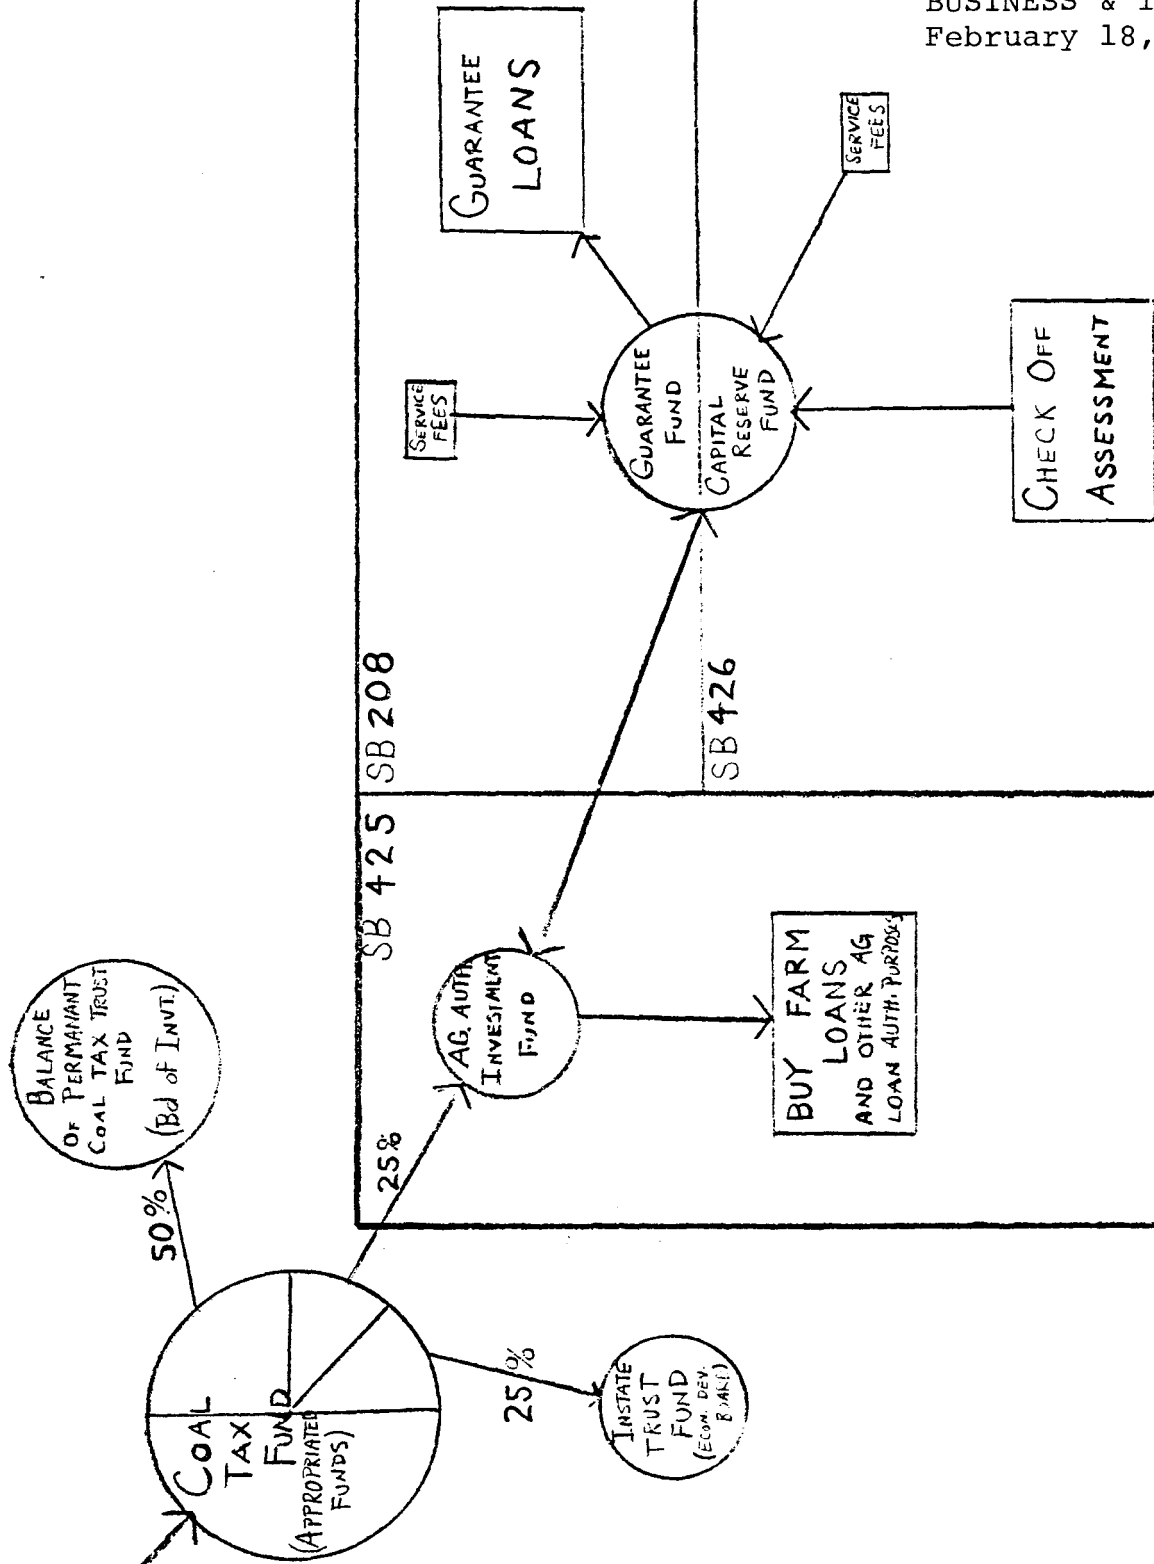 BUSINESS & I
February 18,
COAL
TAX
FUND
(APPROPRIATED
FUNDS)
50%
BALANCE
OF PERMANANT
COAL TAX TRUST
FUND
(Bd of INVT.)
25%
25%
INSTATE
TRUST
FUND
(ECON. DEV.
BOARD)
SB 425
AG. AUTH.
INVESTMENT
FUND
BUY FARM
LOANS
AND OTHER AG
LOAN AUTH. PURPOSES
SB 208
SERVICE
FEES
GUARANTEE
LOANS
GUARANTEE
FUND
CAPITAL
RESERVE
FUND
SB 426
SERVICE
FEES
CHECK OFF
ASSESSMENT